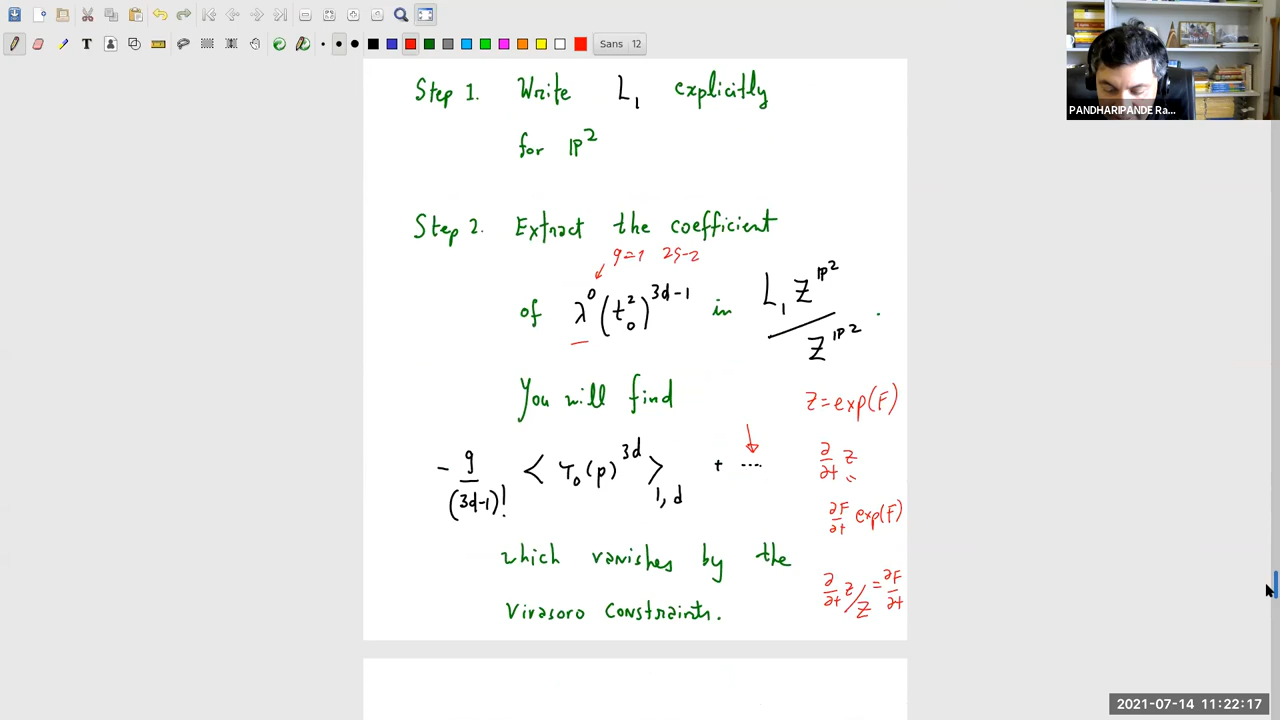 Sans 12
PANDHARIPANDE Ra...
Step 1. Write L₁ explicitly
for ℙ²
Step 2. Extract the coefficient
g=1 2g-2
of λ⁰ (t₀²)^{3d-1} in L₁ Z^{ℙ²} / Z^{ℙ²} .
You will find
Z = exp(F)
- 9/(3d-1)! < τ₀(p)^{3d} >_{1,d} + ...
∂/∂t Z
"
∂F/∂t exp(F)
which vanishes by the
∂/∂t Z / Z = ∂F/∂t
Virasoro Constraints.
2021-07-14 11:22:17